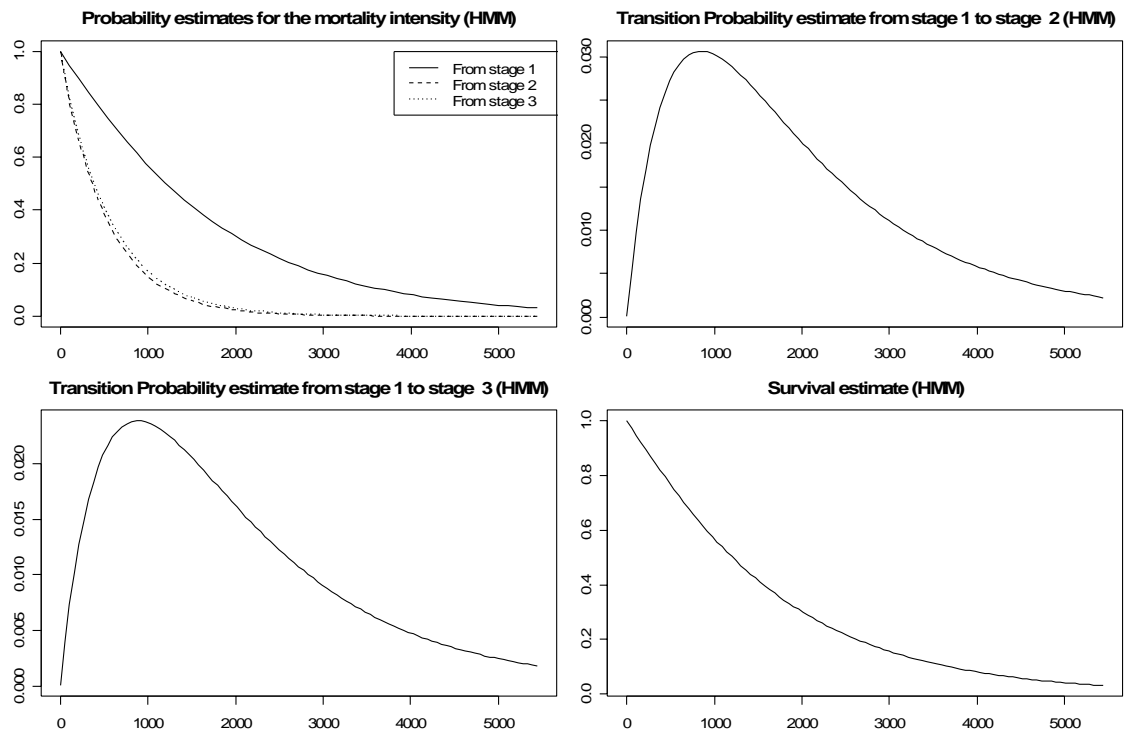 Probability estimates for the mortality intensity (HMM)
1.0
0.8
0.6
0.4
0.2
0.0
From stage 1
From stage 2
From stage 3
0 1000 2000 3000 4000 5000
Transition Probability estimate from stage 1 to stage 2 (HMM)
0.030
0.020
0.010
0.000
0 1000 2000 3000 4000 5000
Transition Probability estimate from stage 1 to stage 3 (HMM)
0.020
0.015
0.010
0.005
0.000
0 1000 2000 3000 4000 5000
Survival estimate (HMM)
1.0
0.8
0.6
0.4
0.2
0.0
0 1000 2000 3000 4000 5000